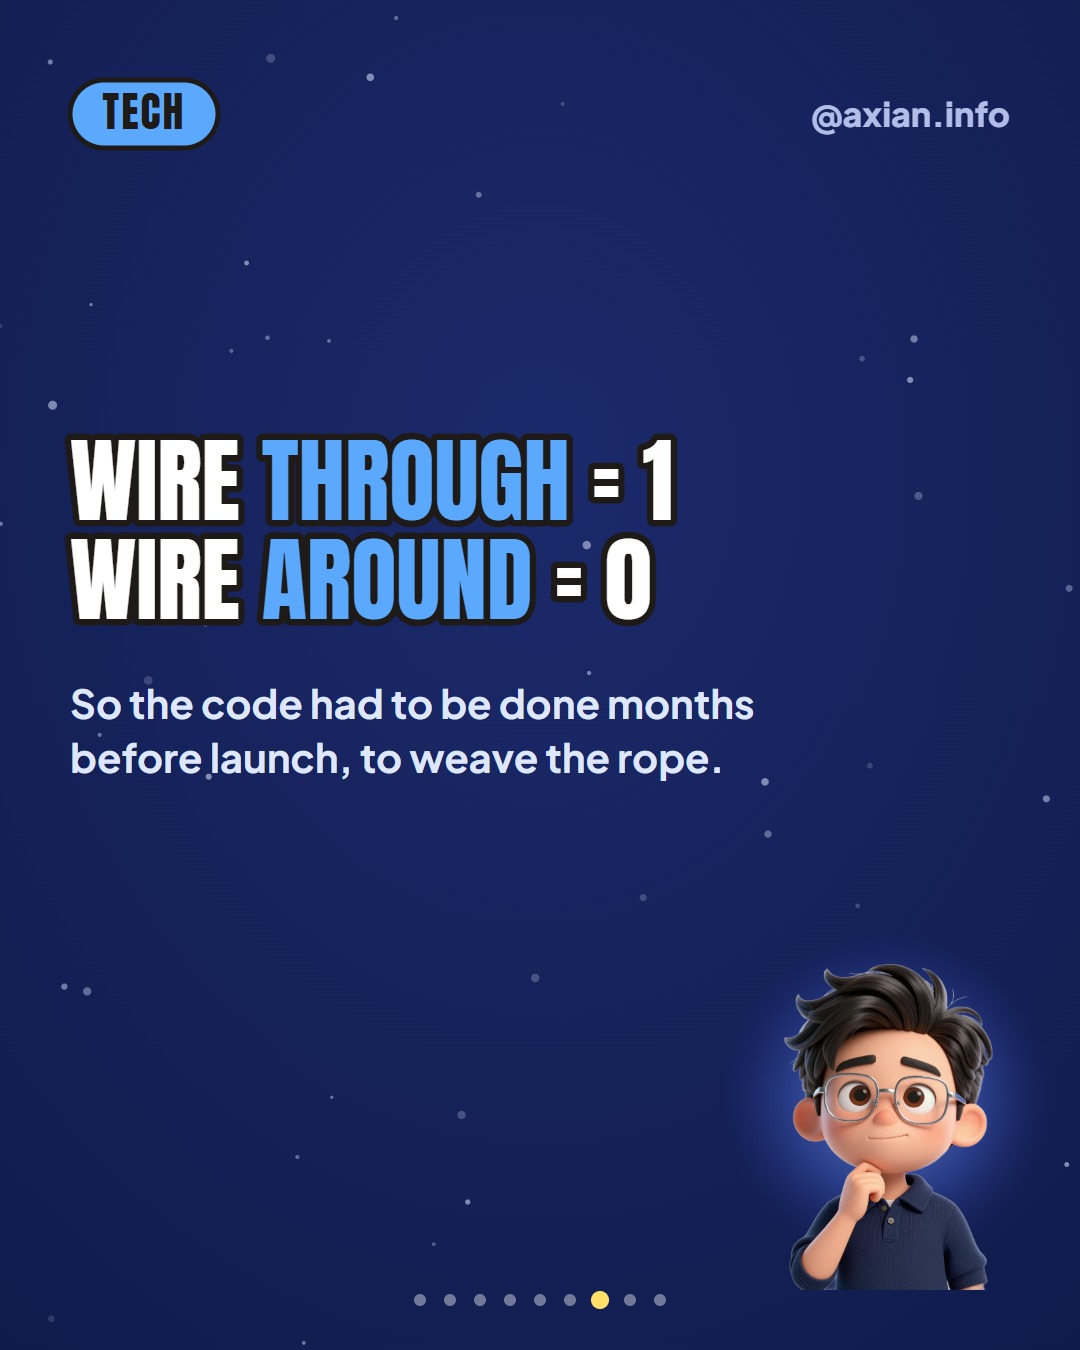 TECH
@axian.info
WIRE THROUGH = 1
WIRE AROUND = 0
So the code had to be done months
before launch, to weave the rope.